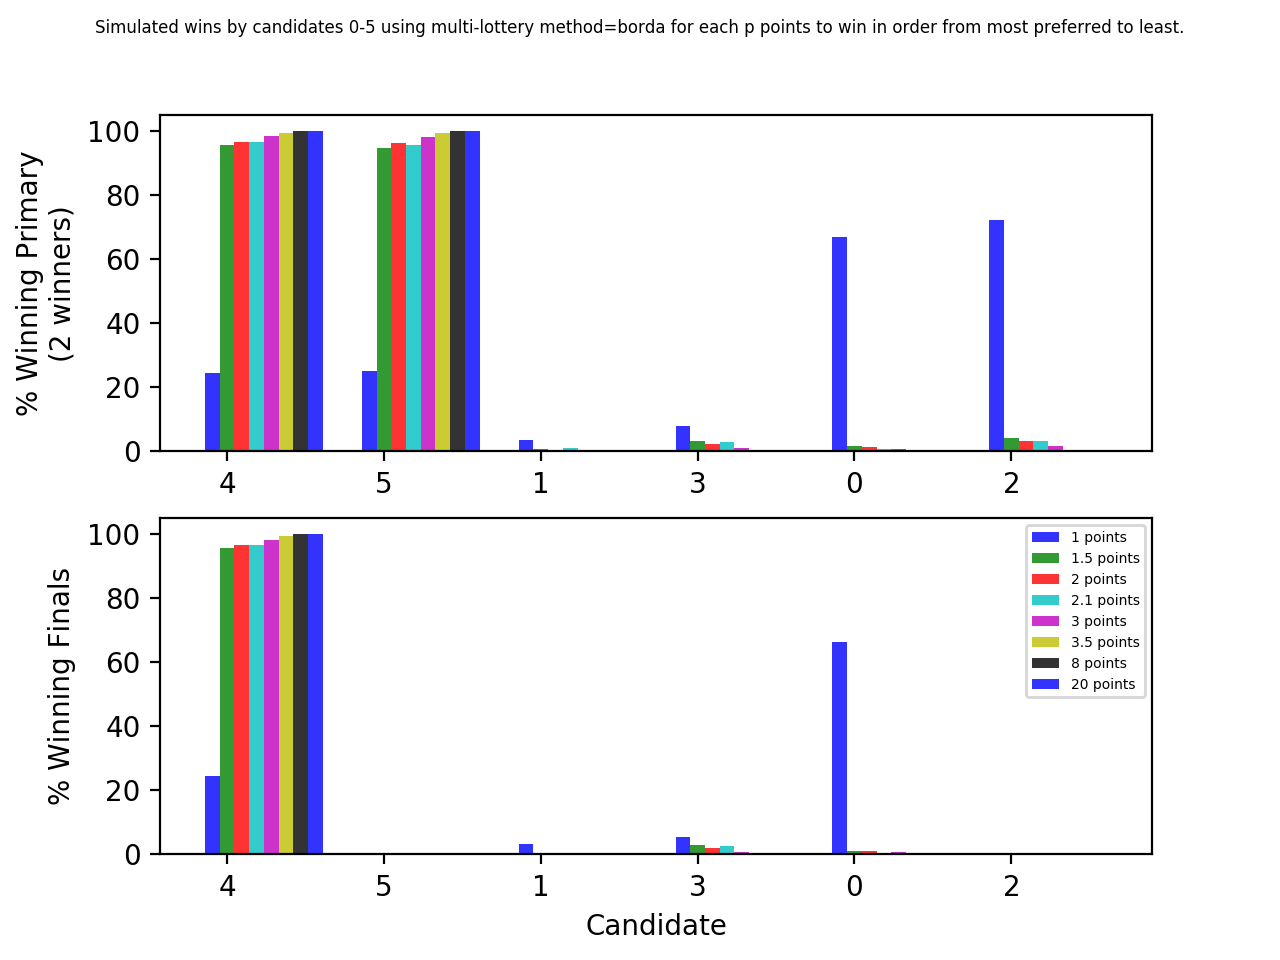 Simulated wins by candidates 0-5 using multi-lottery method=borda for each p points to win in order from most preferred to least.
% Winning Primary
(2 winners)
100
80
60
40
20
0
4 5 1 3 0 2
% Winning Finals
100
80
60
40
20
0
1 points
1.5 points
2 points
2.1 points
3 points
3.5 points
8 points
20 points
4 5 1 3 0 2
Candidate